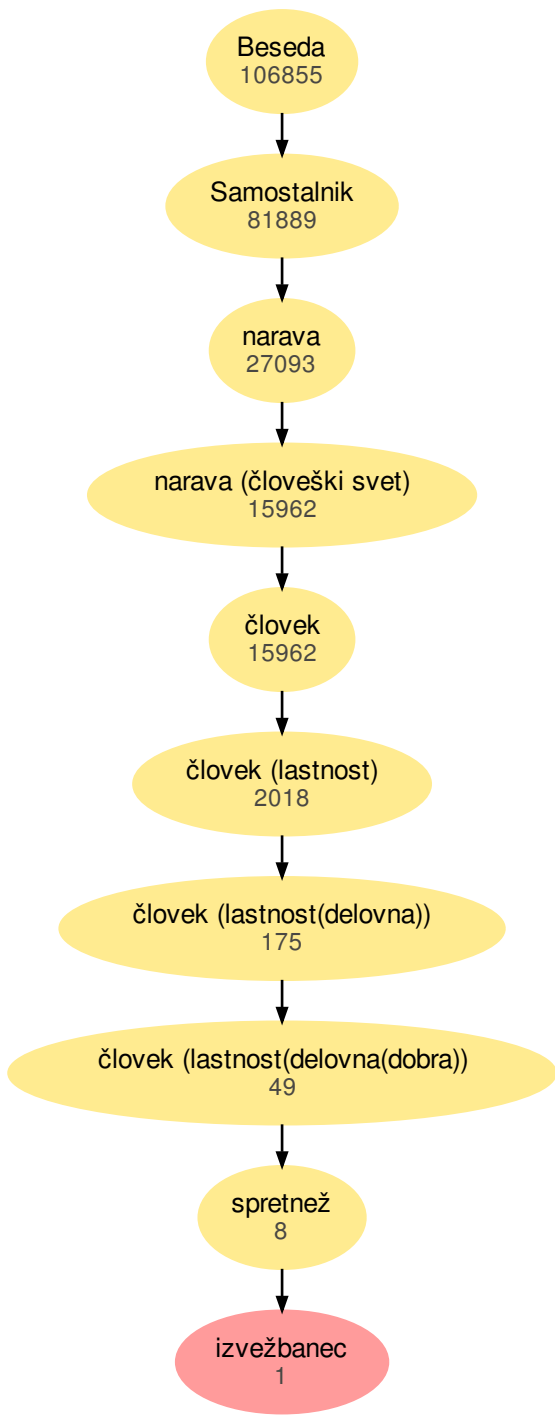 Beseda
106855
Samostalnik
81889
narava
27093
narava (človeški svet)
15962
človek
15962
človek (lastnost)
2018
človek (lastnost(delovna))
175
človek (lastnost(delovna(dobra))
49
spretnež
8
izvežbanec
1